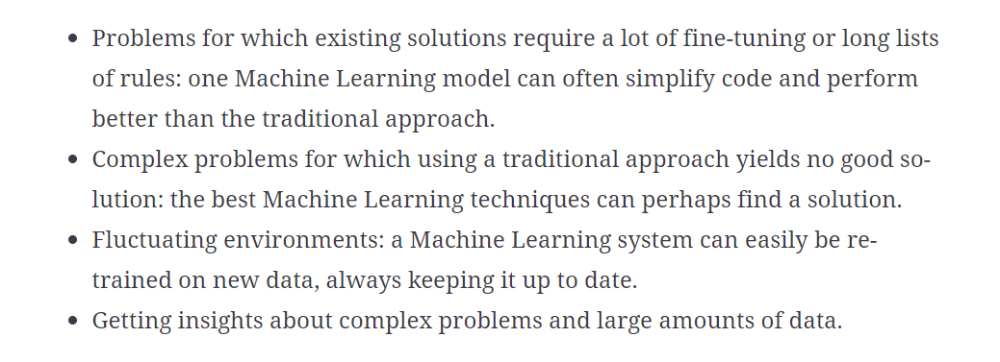 • Problems for which existing solutions require a lot of fine-tuning or long lists
of rules: one Machine Learning model can often simplify code and perform
better than the traditional approach.
• Complex problems for which using a traditional approach yields no good so-
lution: the best Machine Learning techniques can perhaps find a solution.
• Fluctuating environments: a Machine Learning system can easily be re-
trained on new data, always keeping it up to date.
• Getting insights about complex problems and large amounts of data.